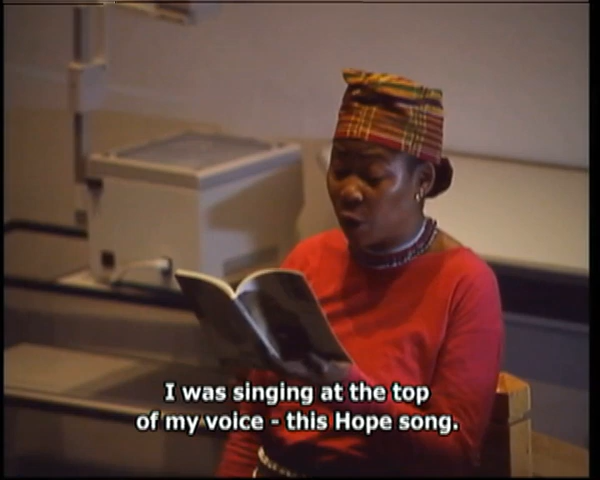 I was singing at the top
of my voice - this Hope song.